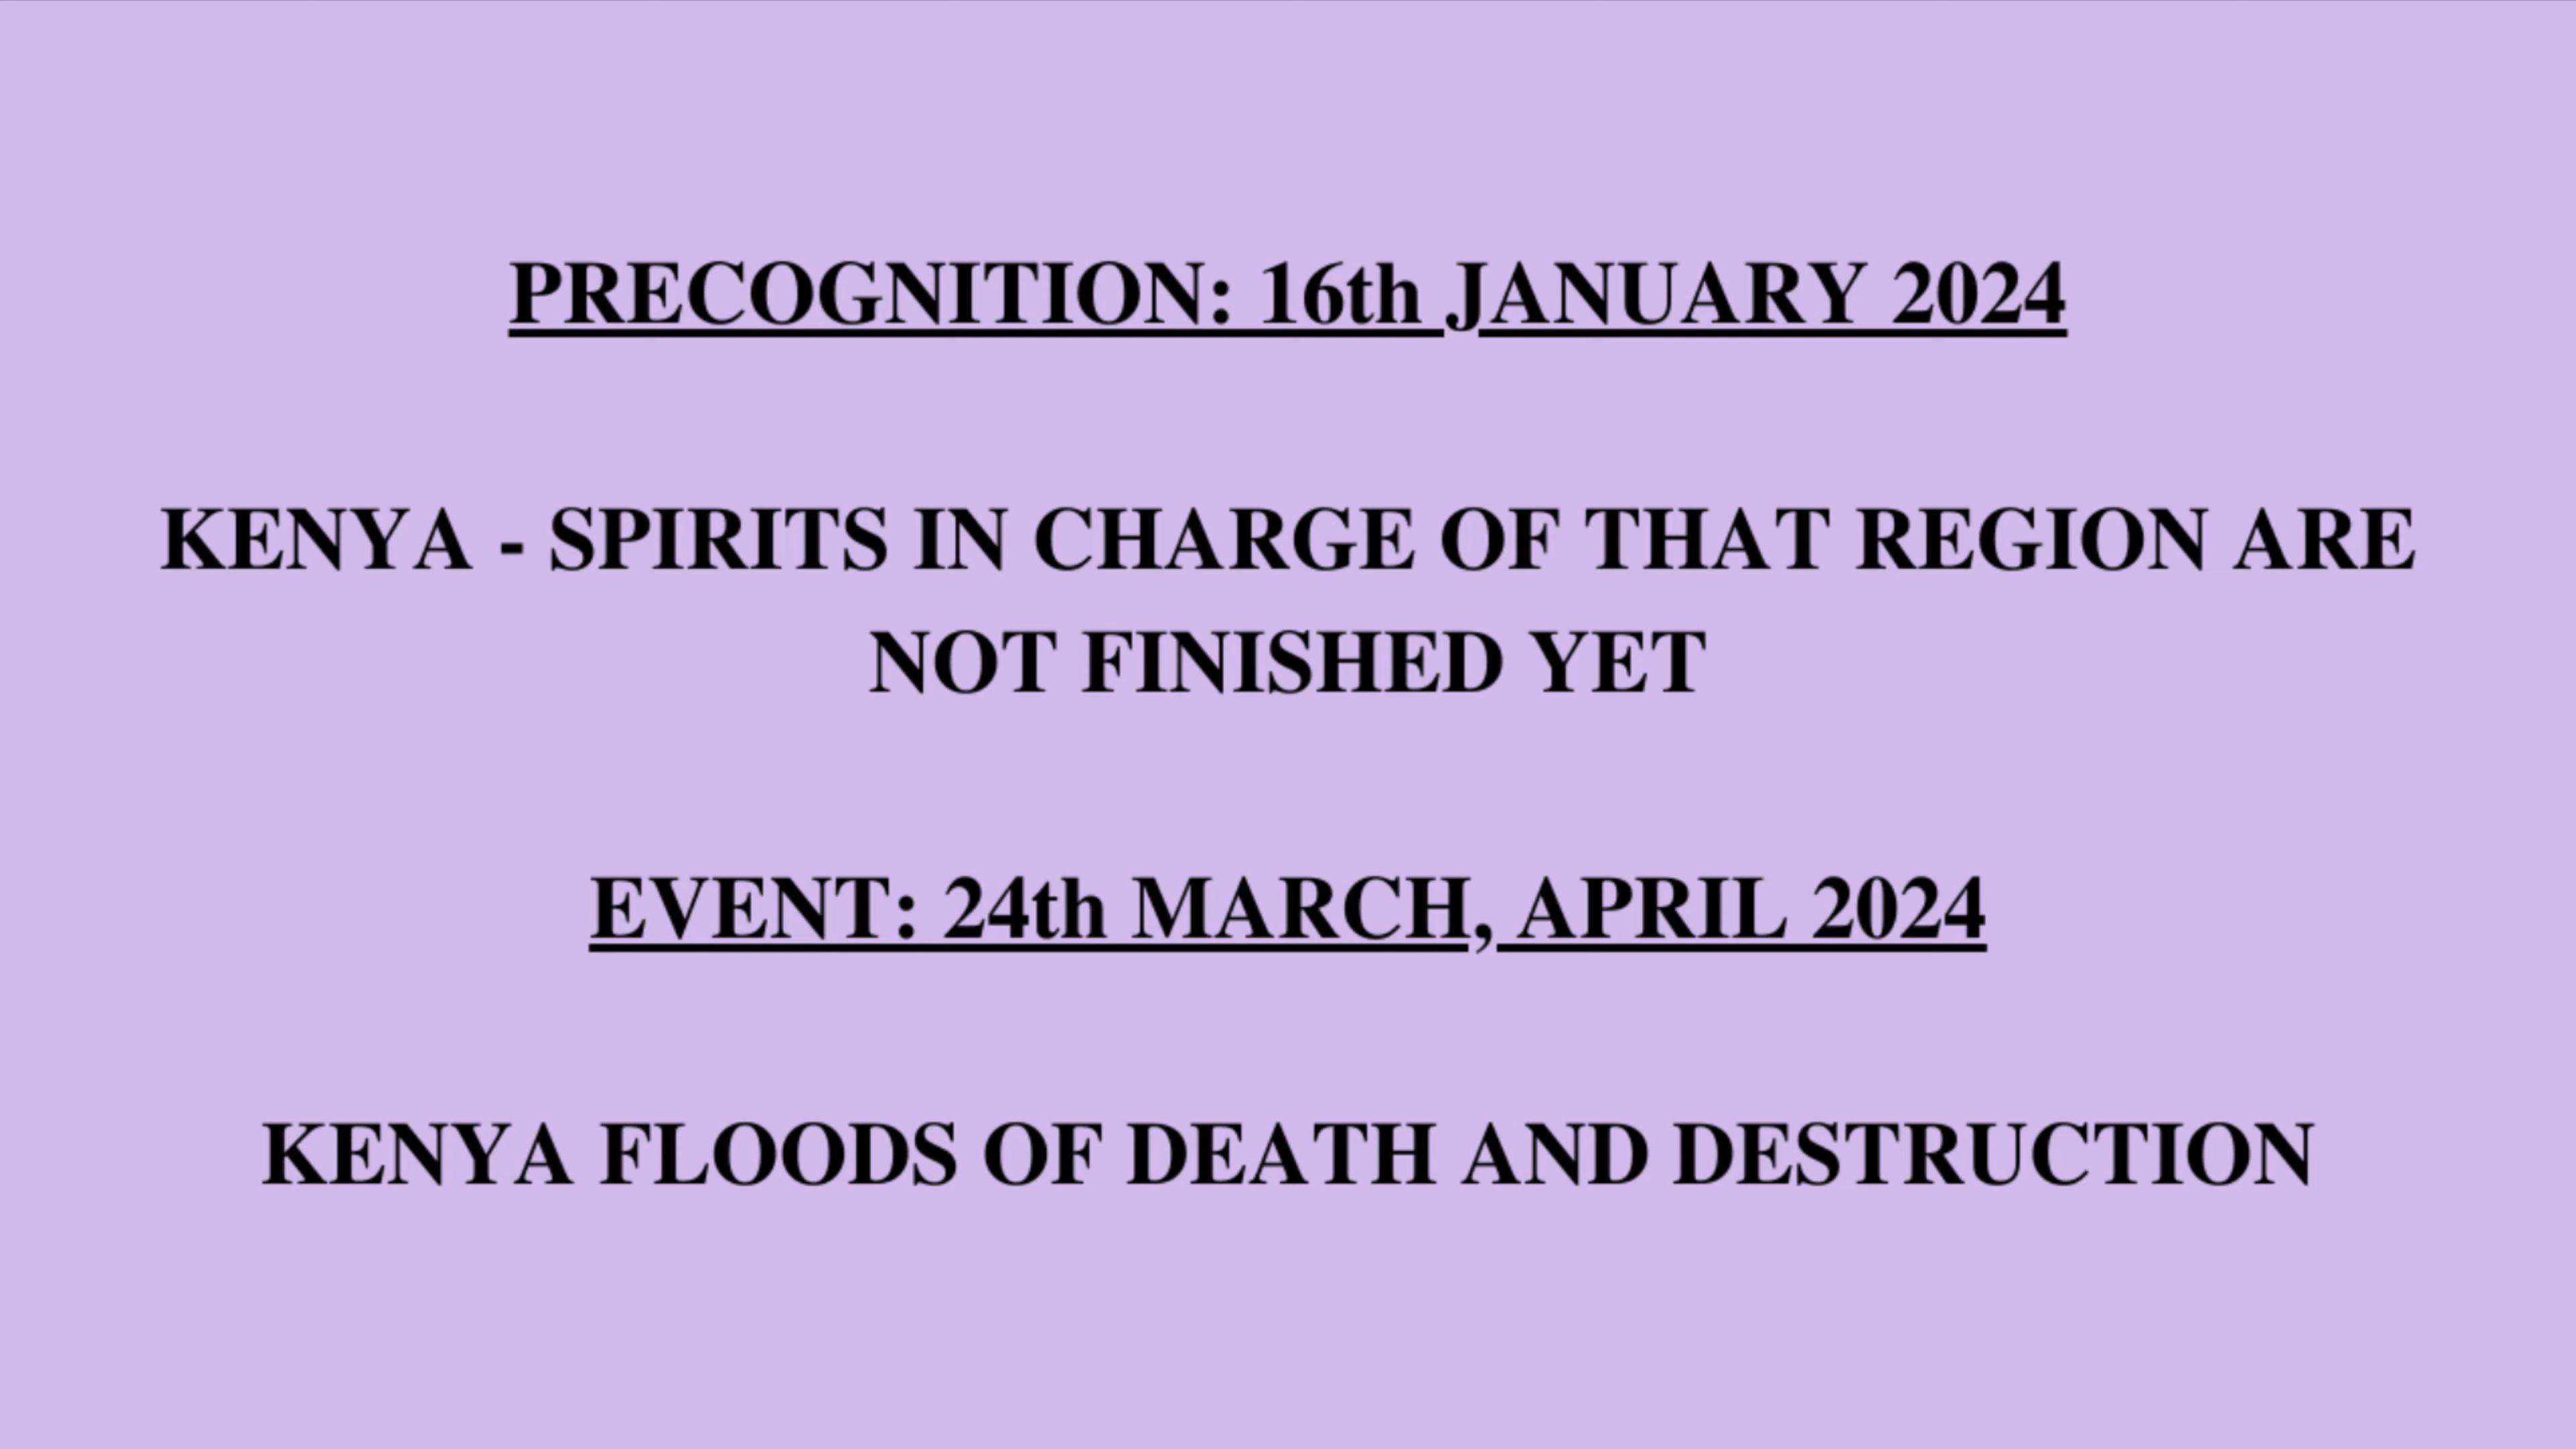 PRECOGNITION: 16th JANUARY 2024
KENYA - SPIRITS IN CHARGE OF THAT REGION ARE
NOT FINISHED YET
EVENT: 24th MARCH, APRIL 2024
KENYA FLOODS OF DEATH AND DESTRUCTION